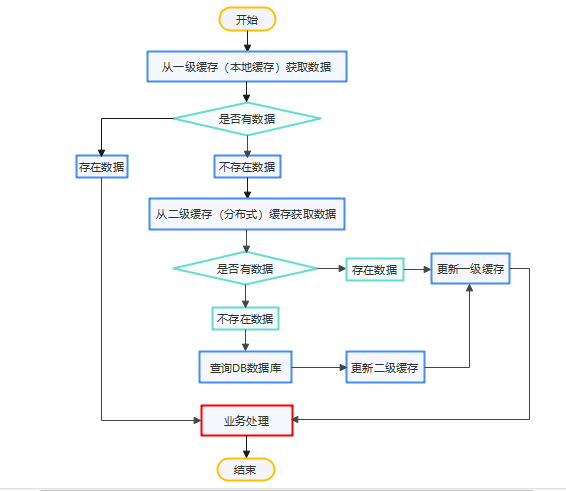 开始
从一级缓存（本地缓存）获取数据
是否有数据
存在数据
不存在数据
从二级缓存（分布式）缓存获取数据
是否有数据
存在数据
更新一级缓存
不存在数据
查询DB数据库
更新二级缓存
业务处理
结束